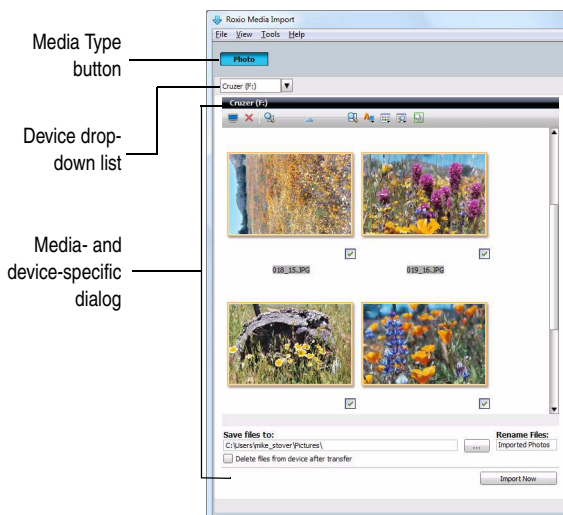 Roxio Media Import
File View Tools Help
Media Type
button
Photo
Cruzer (F:)
Device drop-
down list
Cruzer (F:)
018_15.JPG
019_16.JPG
Media- and
device-specific
dialog
Save files to:
Rename Files:
C:\Users\mike_stover\Pictures\
...
Imported Photos
Delete files from device after transfer
Import Now